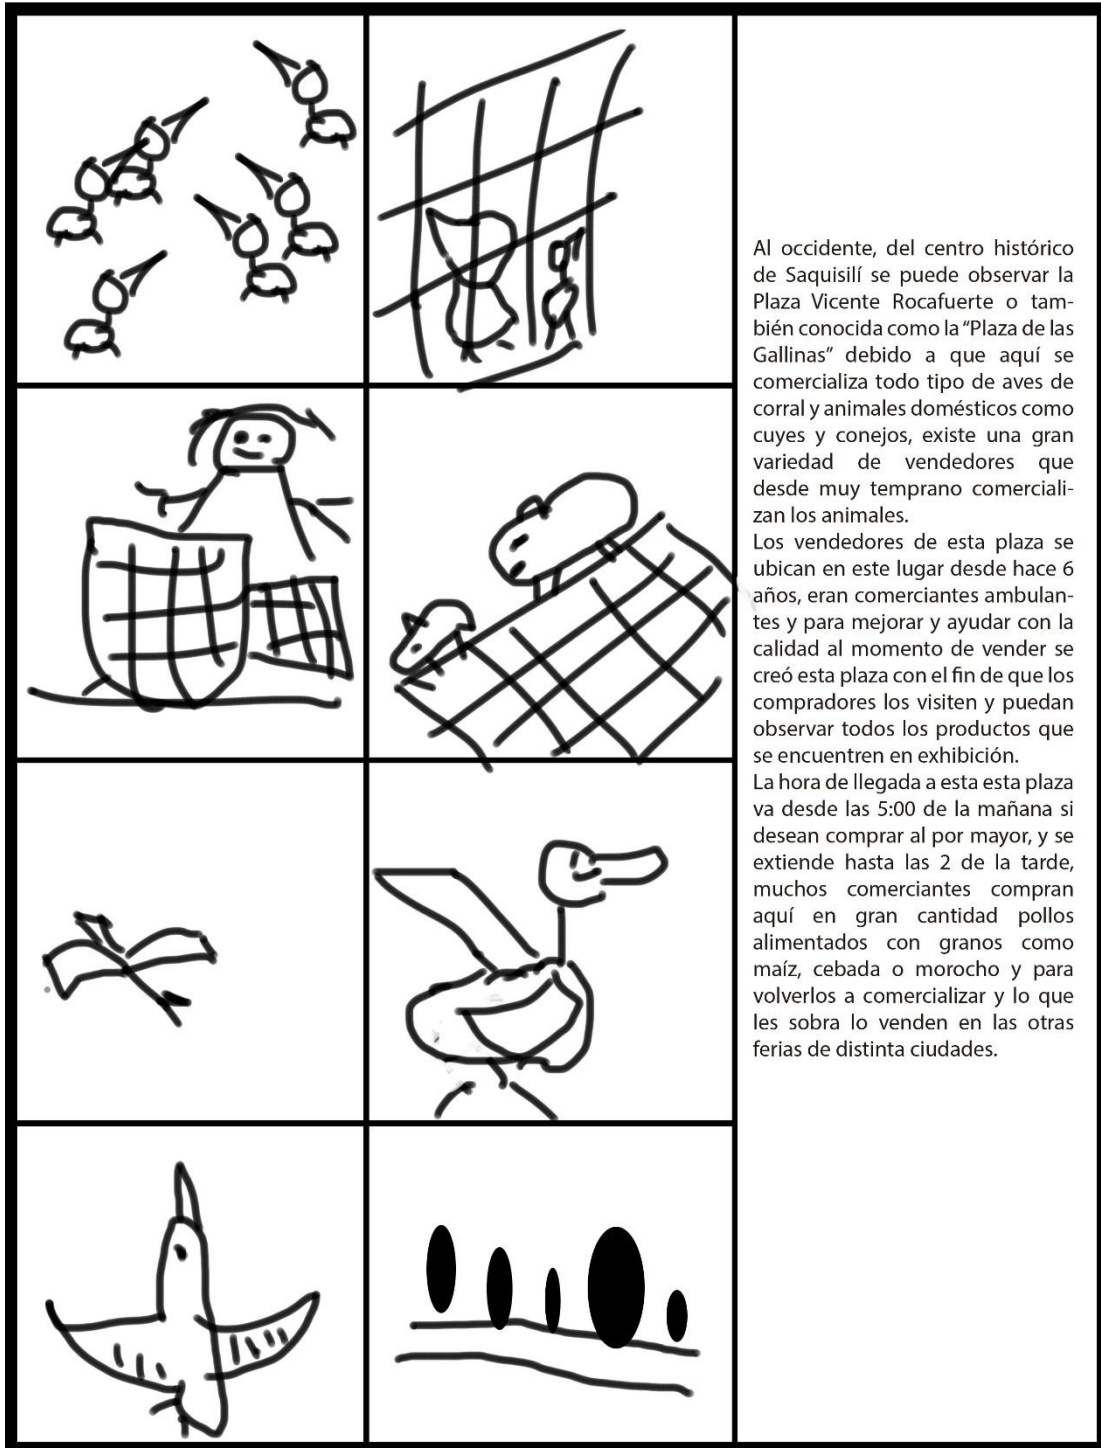 Al occidente, del centro histórico
de Saquisilí se puede observar la
Plaza Vicente Rocafuerte o tam-
bién conocida como la “Plaza de las
Gallinas” debido a que aquí se
comercializa todo tipo de aves de
corral y animales domésticos como
cuyes y conejos, existe una gran
variedad de vendedores que
desde muy temprano comerciali-
zan los animales.
Los vendedores de esta plaza se
ubican en este lugar desde hace 6
años, eran comerciantes ambulan-
tes y para mejorar y ayudar con la
calidad al momento de vender se
creó esta plaza con el fin de que los
compradores los visiten y puedan
observar todos los productos que
se encuentren en exhibición.
La hora de llegada a esta esta plaza
va desde las 5:00 de la mañana si
desean comprar al por mayor, y se
extiende hasta las 2 de la tarde,
muchos comerciantes compran
aquí en gran cantidad pollos
alimentados con granos como
maíz, cebada o morocho y para
volverlos a comercializar y lo que
les sobra lo venden en las otras
ferias de distinta ciudades.